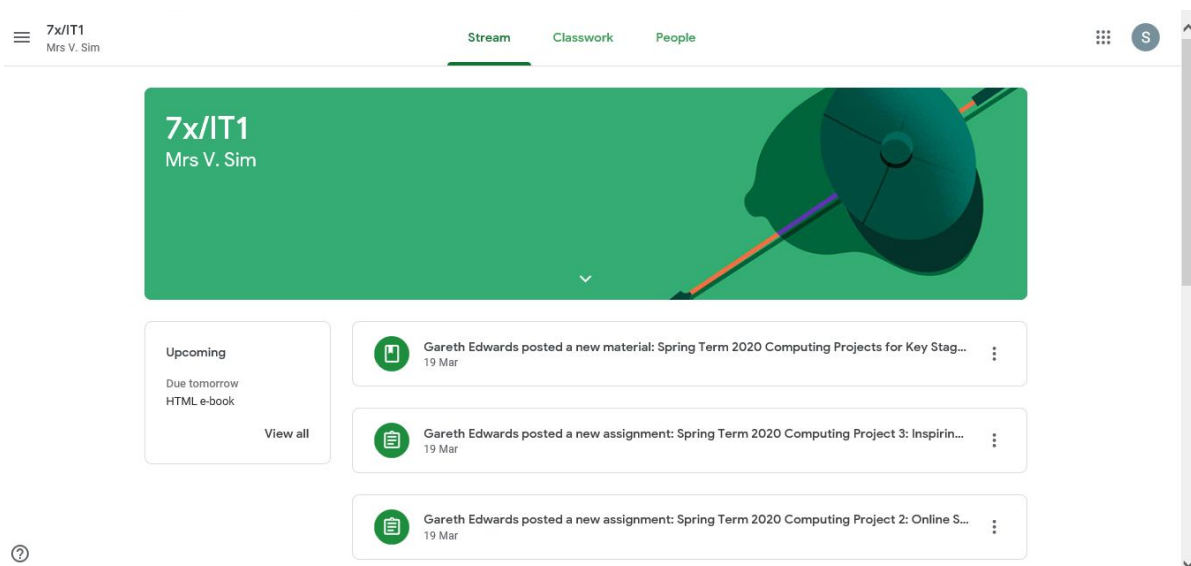 7x/IT1
Mrs V. Sim
Stream Classwork People
S
7x/IT1
Mrs V. Sim
Upcoming
Due tomorrow
HTML e-book
View all
Gareth Edwards posted a new material: Spring Term 2020 Computing Projects for Key Stag...
19 Mar
Gareth Edwards posted a new assignment: Spring Term 2020 Computing Project 3: Inspirin...
19 Mar
Gareth Edwards posted a new assignment: Spring Term 2020 Computing Project 2: Online S...
19 Mar